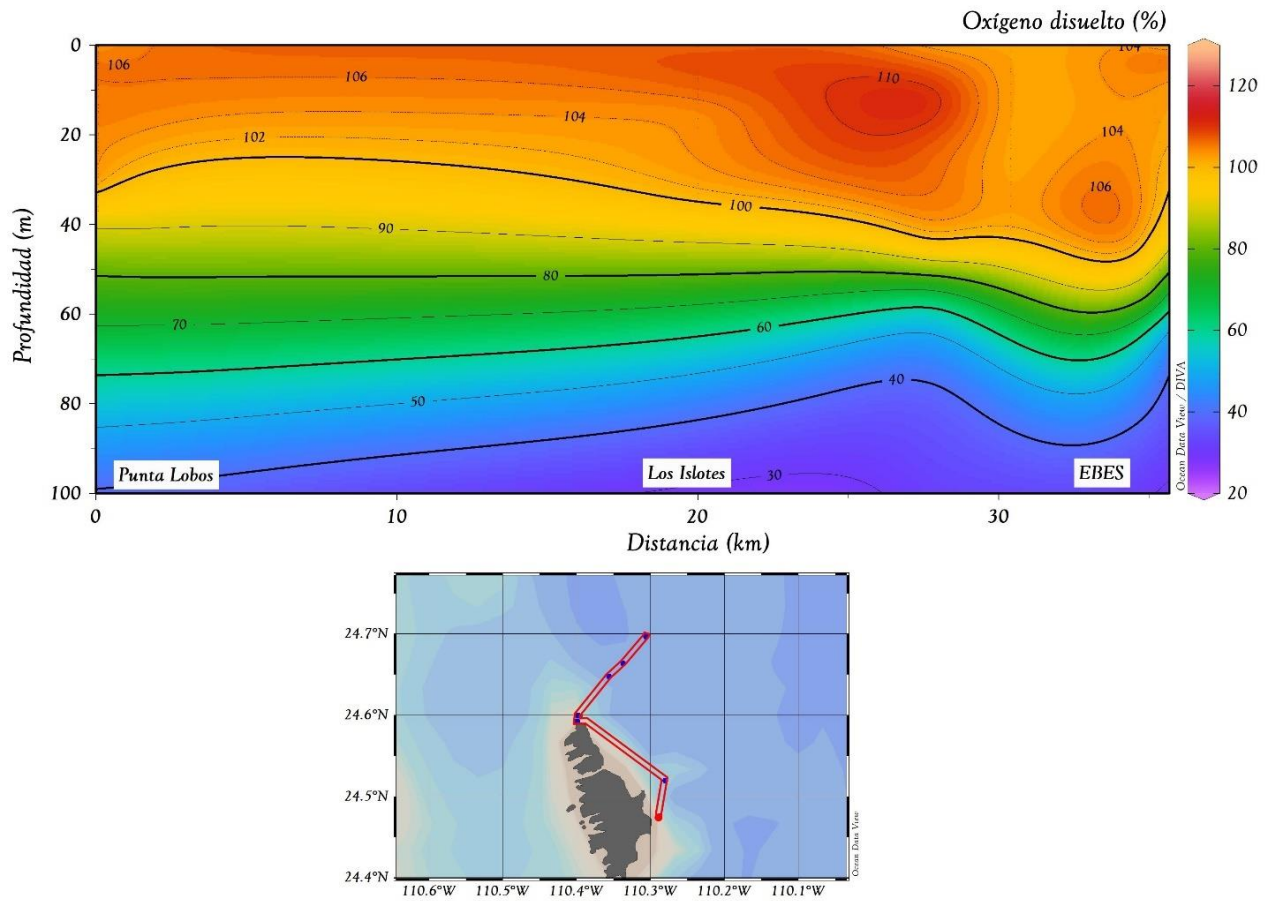 Oxígeno disuelto (%)
0
20
40
60
80
100
Profundidad (m)
106
106
102
104
110
104
104
106
100
90
80
70
60
50
40
30
Punta Lobos
Los Islotes
EBES
0
10
20
30
Distancia (km)
120
100
80
60
40
20
Ocean Data View / DIVA
24.7°N
24.6°N
24.5°N
24.4°N
110.6°W 110.5°W 110.4°W 110.3°W 110.2°W 110.1°W
Ocean Data View